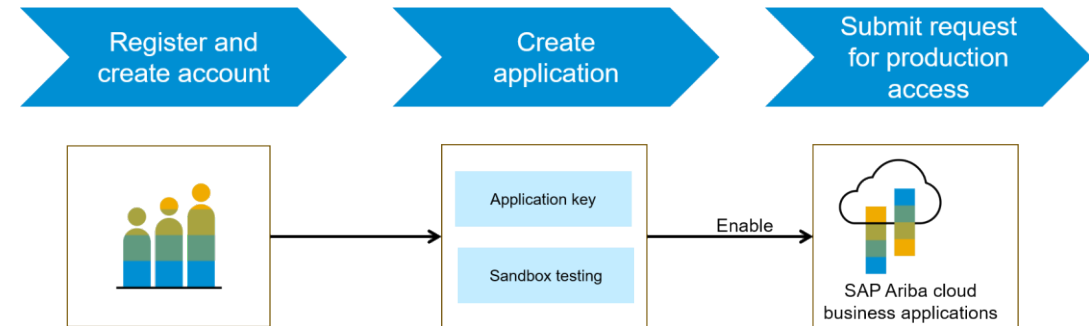 Register and
create account
Create
application
Submit request
for production
access
Application key
Sandbox testing
Enable
SAP Ariba cloud
business applications